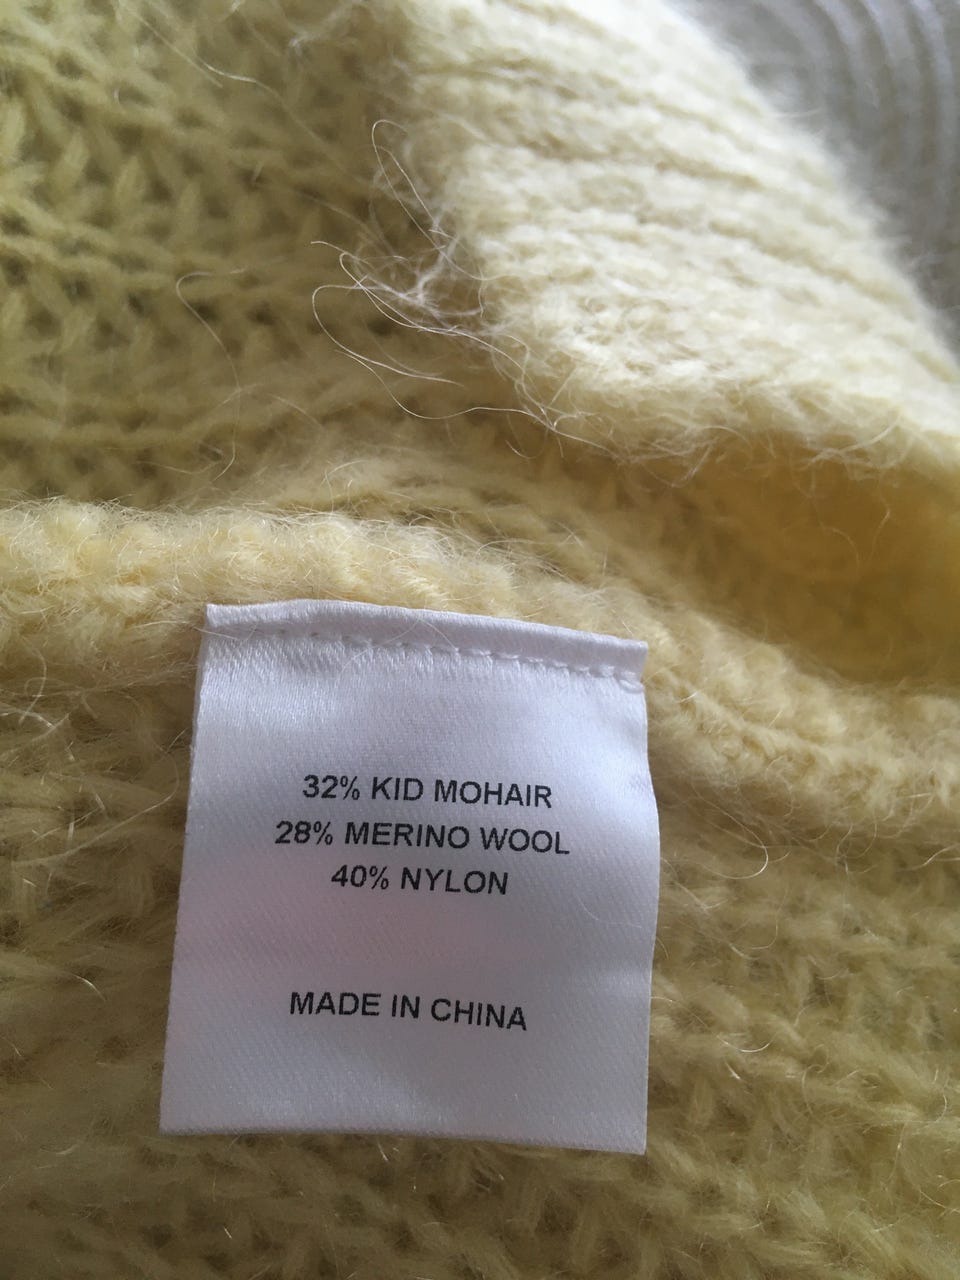 32% KID MOHAIR
28% MERINO WOOL
40% NYLON
MADE IN CHINA